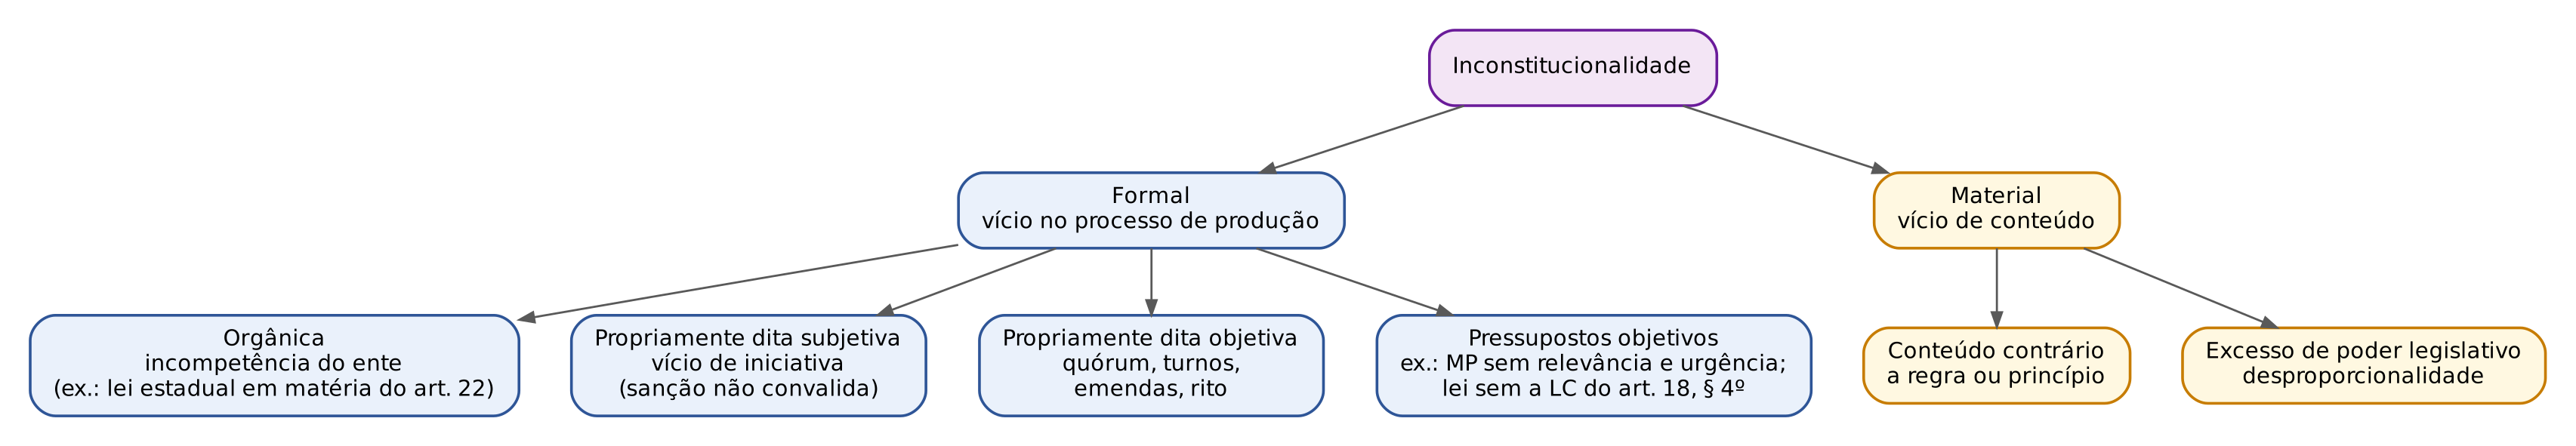 Inconstitucionalidade
Formal
vício no processo de produção
Material
vício de conteúdo
Orgânica
incompetência do ente
(ex.: lei estadual em matéria do art. 22)
Propriamente dita subjetiva
vício de iniciativa
(sanção não convalida)
Propriamente dita objetiva
quórum, turnos,
emendas, rito
Pressupostos objetivos
ex.: MP sem relevância e urgência;
lei sem a LC do art. 18, § 4º
Conteúdo contrário
a regra ou princípio
Excesso de poder legislativo
desproporcionalidade